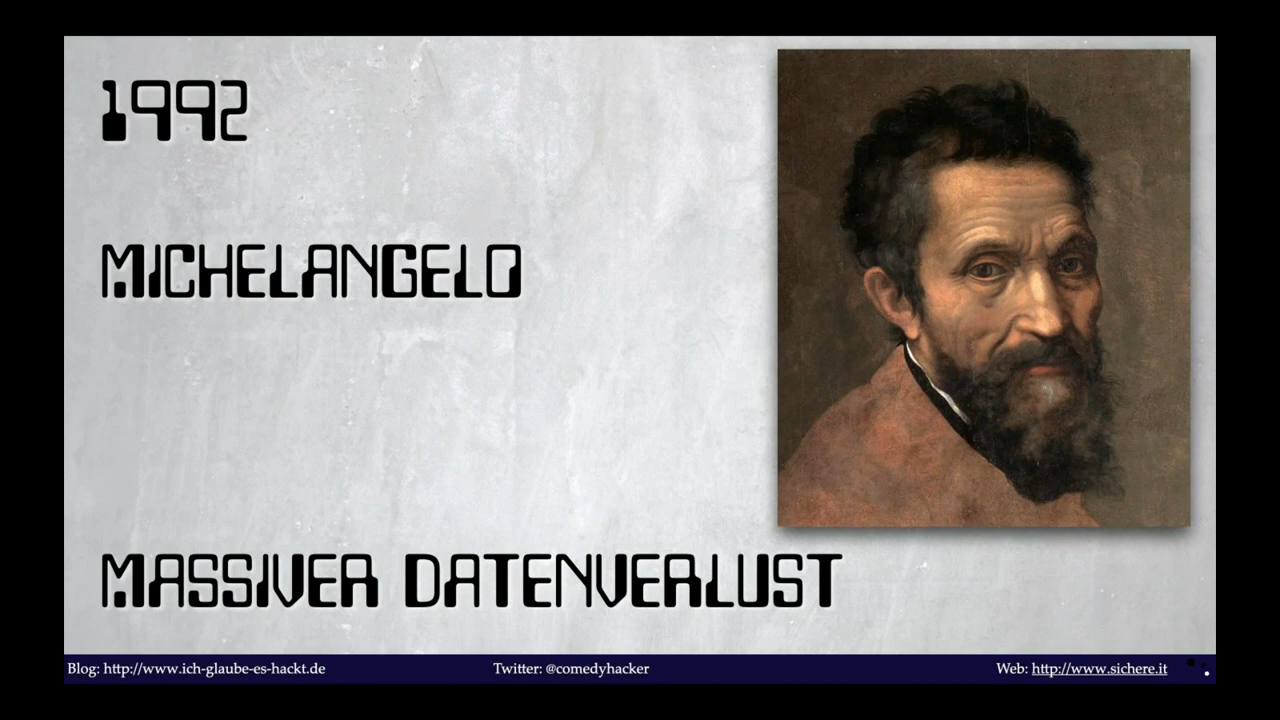 1992
MICHELANGELO
MASSIVER DATENVERLUST
Blog: http://www.ich-glaube-es-hackt.de Twitter: @comedyhacker Web: http://www.sichere.it